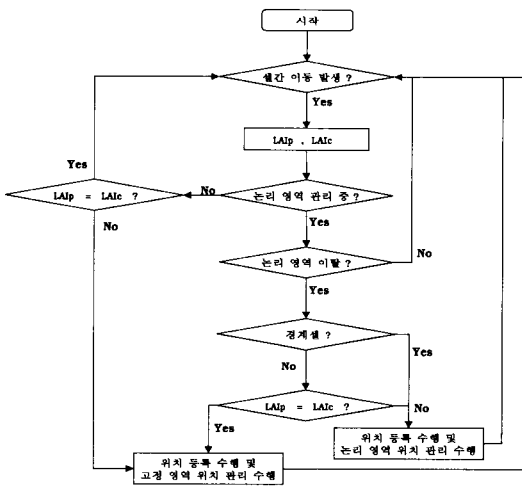 시작
셀간 이동 발생 ?
Yes
LAIp , LAIc
Yes
LAIp = LAIc ?
No
논리 영역 관리 중?
No
Yes
논리 영역 이탈 ?
No
Yes
경계셀 ?
Yes
No
LAIp = LAIc ?
No
Yes
위치 등록 수행 및
논리 영역 위치 관리 수행
위치 등록 수행 및
고정 영역 위치 관리 수행